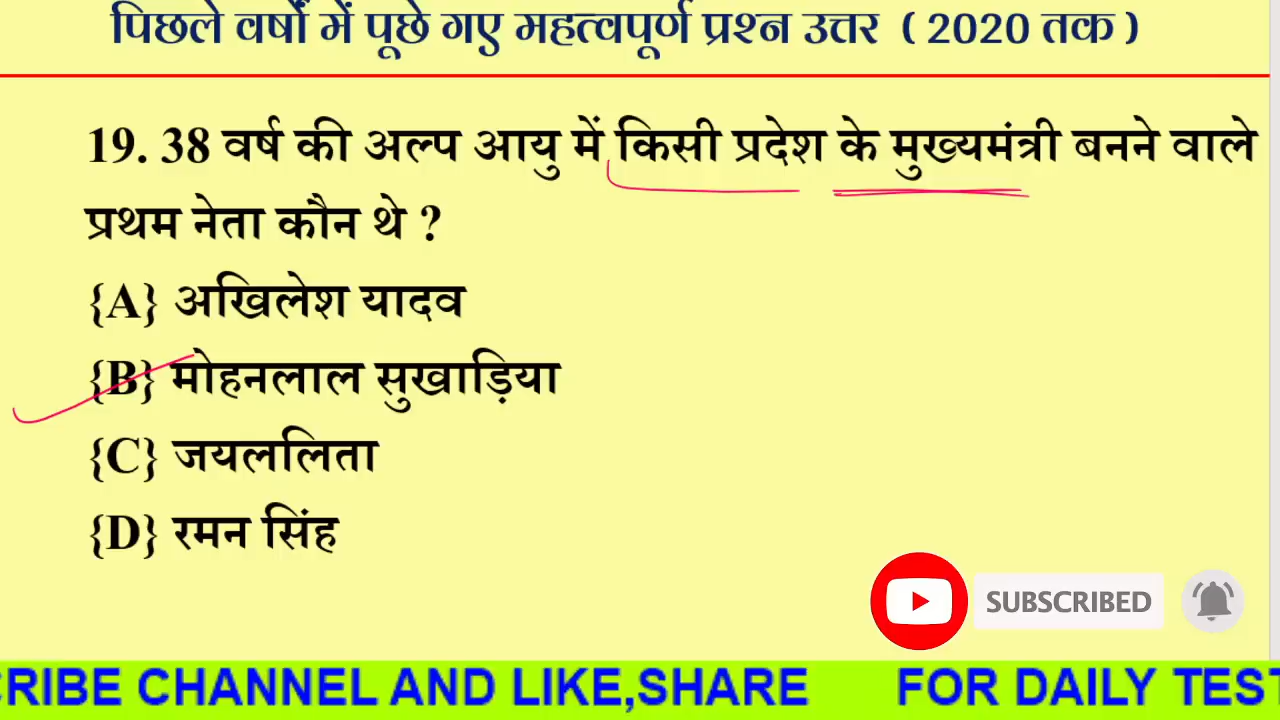 पिछले वर्षों में पूछे गए महत्वपूर्ण प्रश्न उत्तर ( 2020 तक )
19. 38 वर्ष की अल्प आयु में किसी प्रदेश के मुख्यमंत्री बनने वाले
प्रथम नेता कौन थे ?
{A} अखिलेश यादव
{B} मोहनलाल सुखाड़िया
{C} जयललिता
{D} रमन सिंह
SUBSCRIBED
CRIBE CHANNEL AND LIKE,SHARE FOR DAILY TEST